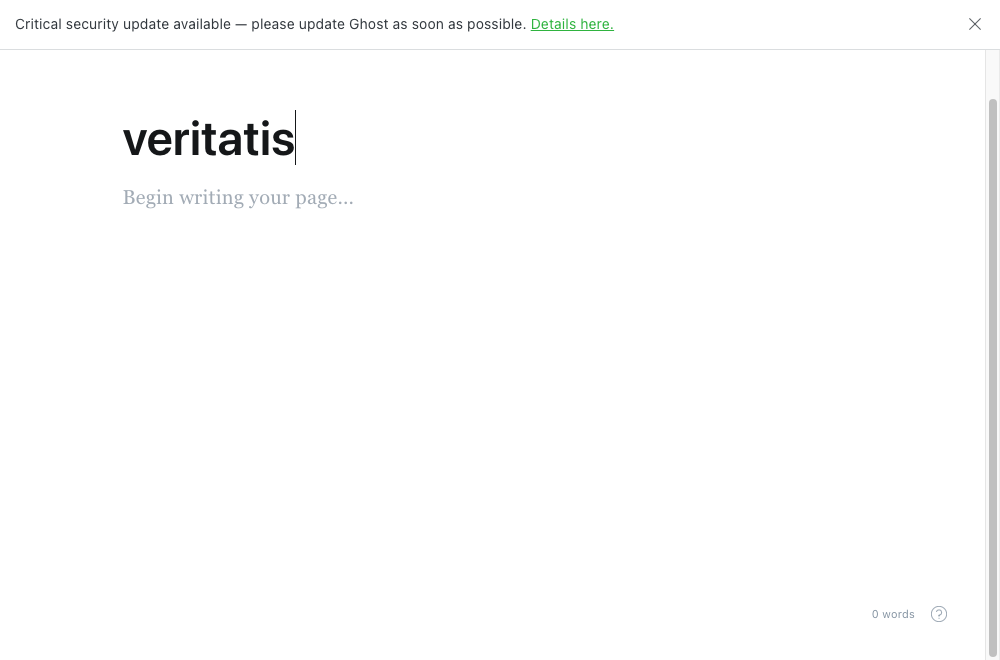 Critical security update available — please update Ghost as soon as possible. Details here.
veritatis
Begin writing your page...
0 words
?